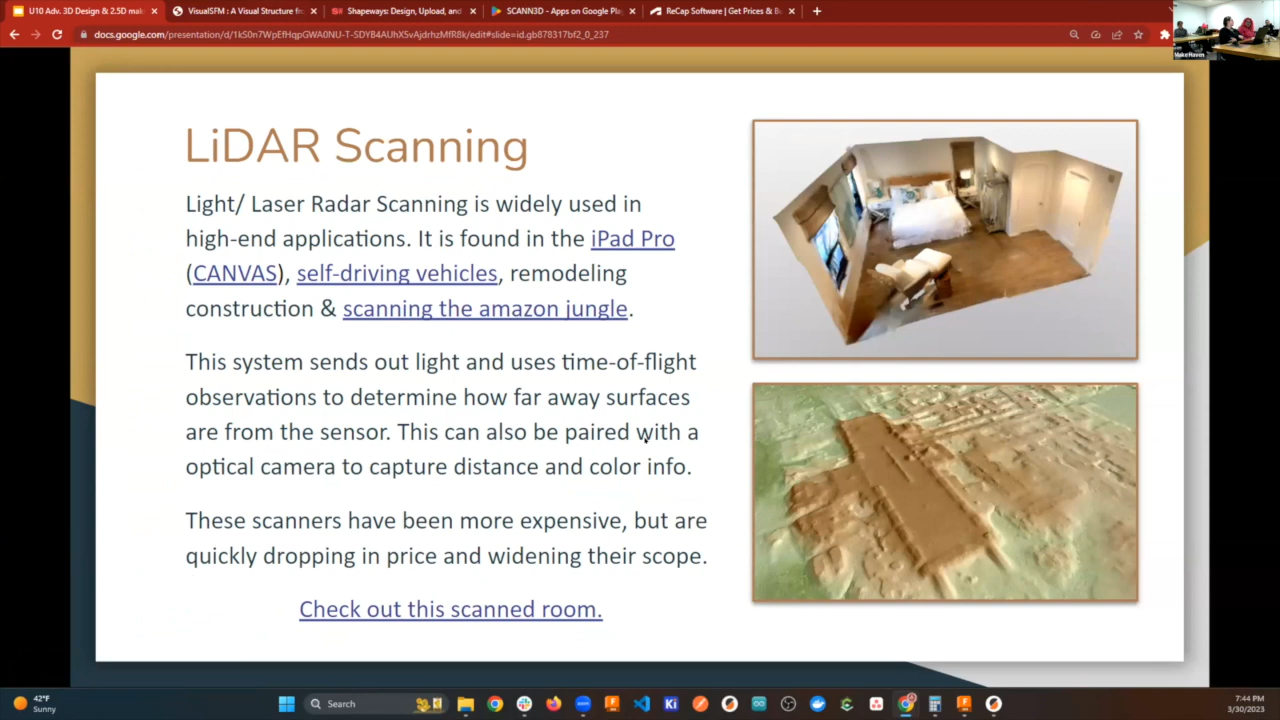 U10 Adv. 3D Design & 2.5D mak
VisualSFM : A Visual Structure fr
Shapeways: Design, Upload, and
SCANN3D - Apps on Google Pla
ReCap Software | Get Prices & B
docs.google.com/presentation/d/1kS0n7WpEfHqpGWA0NU-T-SDYB4AUhX5vAjdrhzMfR8k/edit#slide=id.gb878317bf2_0_237
MakeHaven
LiDAR Scanning
Light/ Laser Radar Scanning is widely used in
high-end applications. It is found in the iPad Pro
(CANVAS), self-driving vehicles, remodeling
construction & scanning the amazon jungle.
This system sends out light and uses time-of-flight
observations to determine how far away surfaces
are from the sensor. This can also be paired with a
optical camera to capture distance and color info.
These scanners have been more expensive, but are
quickly dropping in price and widening their scope.
Check out this scanned room.
42°F
Sunny
Search
Ki
7:44 PM
3/30/2023